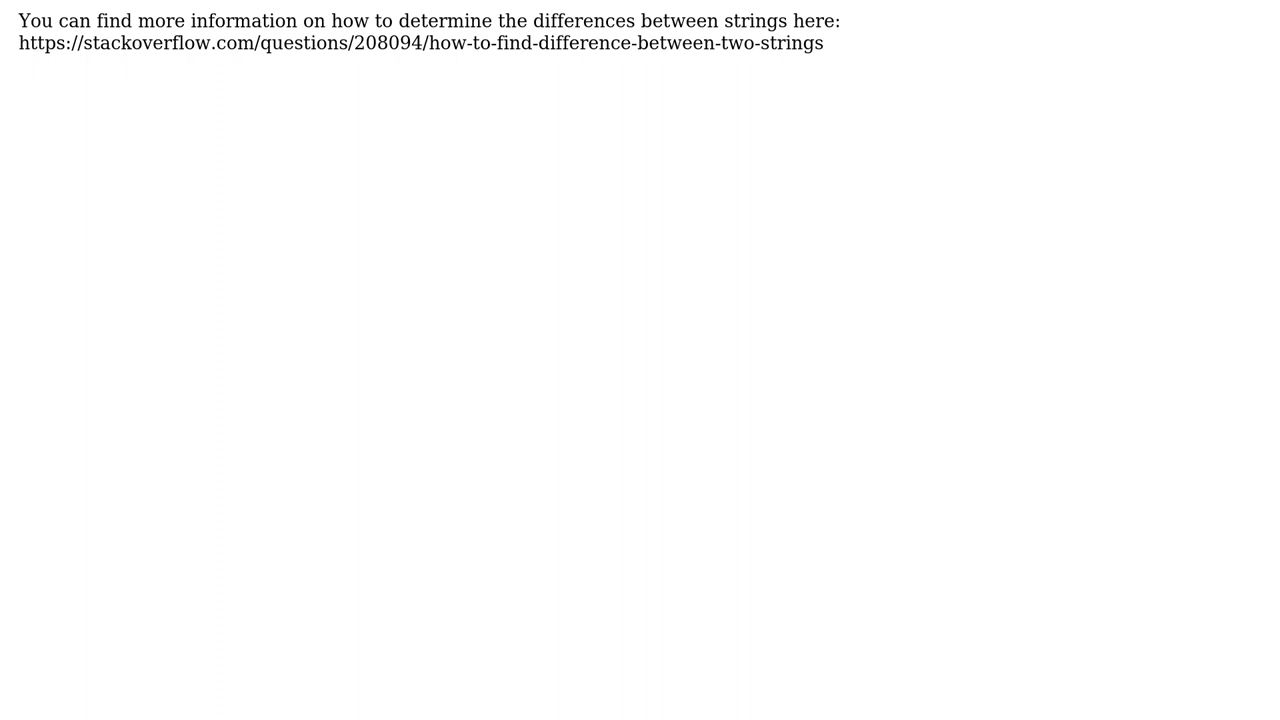 You can find more information on how to determine the differences between strings here:
https://stackoverflow.com/questions/208094/how-to-find-difference-between-two-strings